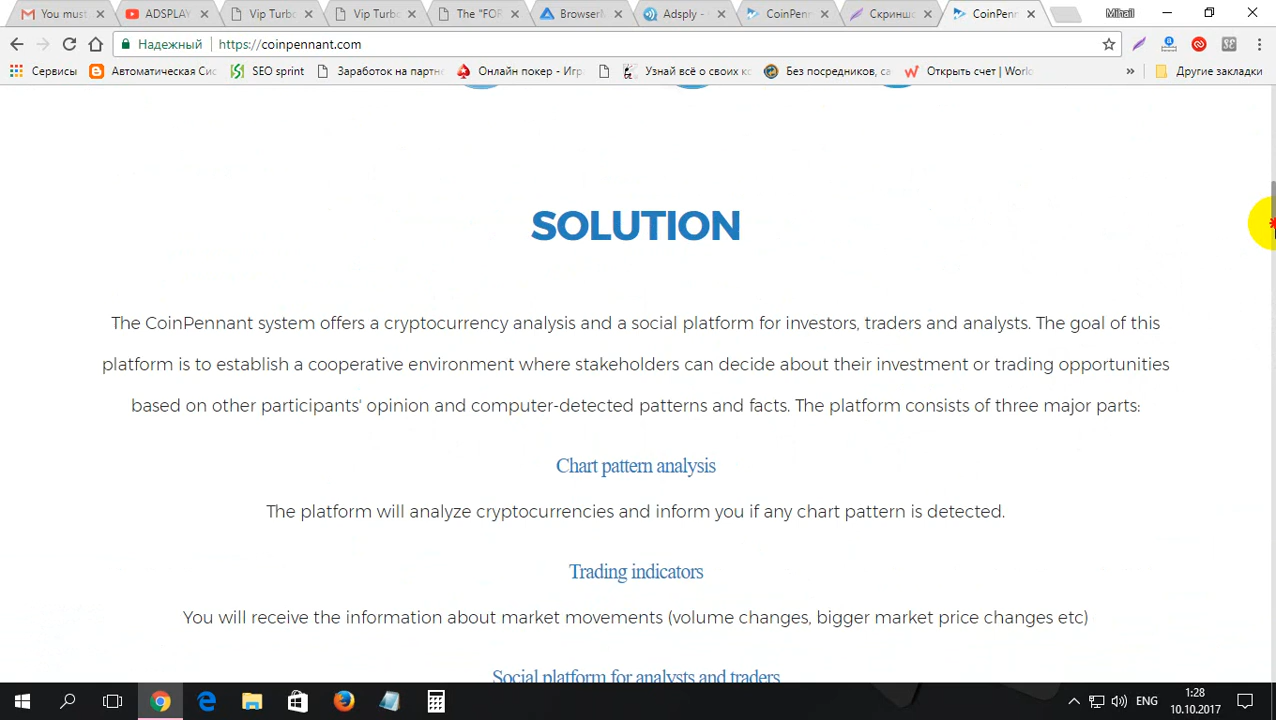 You must
ADSPLAY
Vip Turbo
Vip Turbo
The "FOR
Browser
Adsply -
CoinPenn
Скринш
CoinPenn
Mihail
Надежный
https://coinpennant.com
Сервисы
Автоматическая Сис
SEO sprint
Заработок на партн
Онлайн покер - Игр
Узнай всё о своих к
Без посредников, са
Открыть счет | Worl
»
Другие закладки
SOLUTION
The CoinPennant system offers a cryptocurrency analysis and a social platform for investors, traders and analysts. The goal of this
platform is to establish a cooperative environment where stakeholders can decide about their investment or trading opportunities
based on other participants' opinion and computer-detected patterns and facts. The platform consists of three major parts:
Chart pattern analysis
The platform will analyze cryptocurrencies and inform you if any chart pattern is detected.
Trading indicators
You will receive the information about market movements (volume changes, bigger market price changes etc)
Social platform for analysts and traders
ENG
1:28
10.10.2017